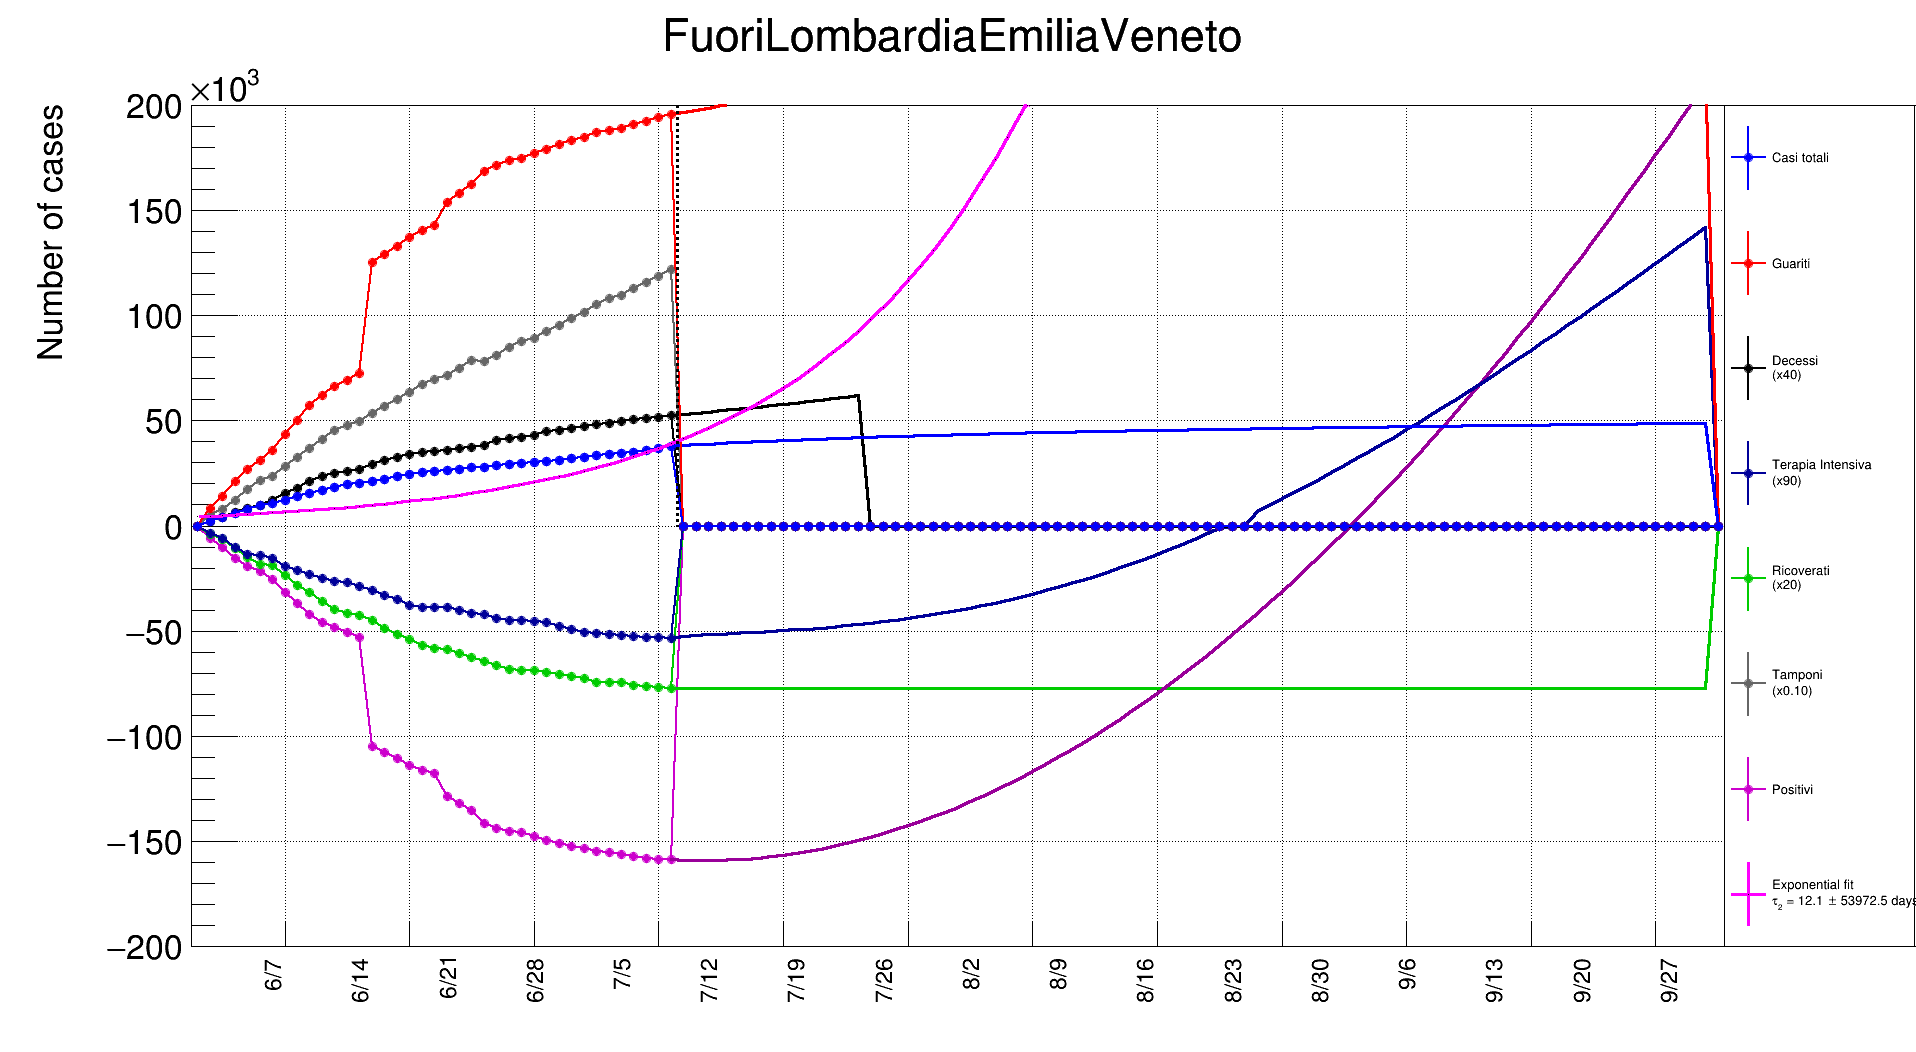 FuoriLombardiaEmiliaVeneto
×10³
Number of cases
200
150
100
50
0
−50
−100
−150
−200
6/7
6/14
6/21
6/28
7/5
7/12
7/19
7/26
8/2
8/9
8/16
8/23
8/30
9/6
9/13
9/20
9/27
Casi totali
Guariti
Decessi
(x40)
Terapia Intensiva
(x90)
Ricoverati
(x20)
Tamponi
(x0.10)
Positivi
Exponential fit
τ₂ = 12.1 ± 53972.5 days